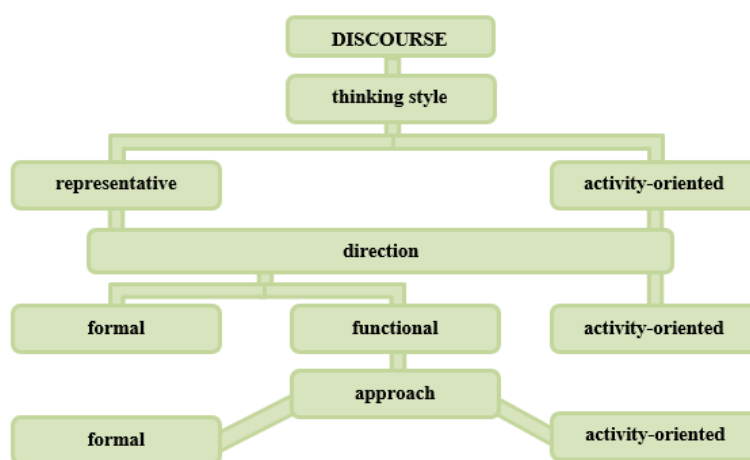 DISCOURSE
thinking style
representative
activity-oriented
direction
formal
functional
activity-oriented
approach
formal
activity-oriented